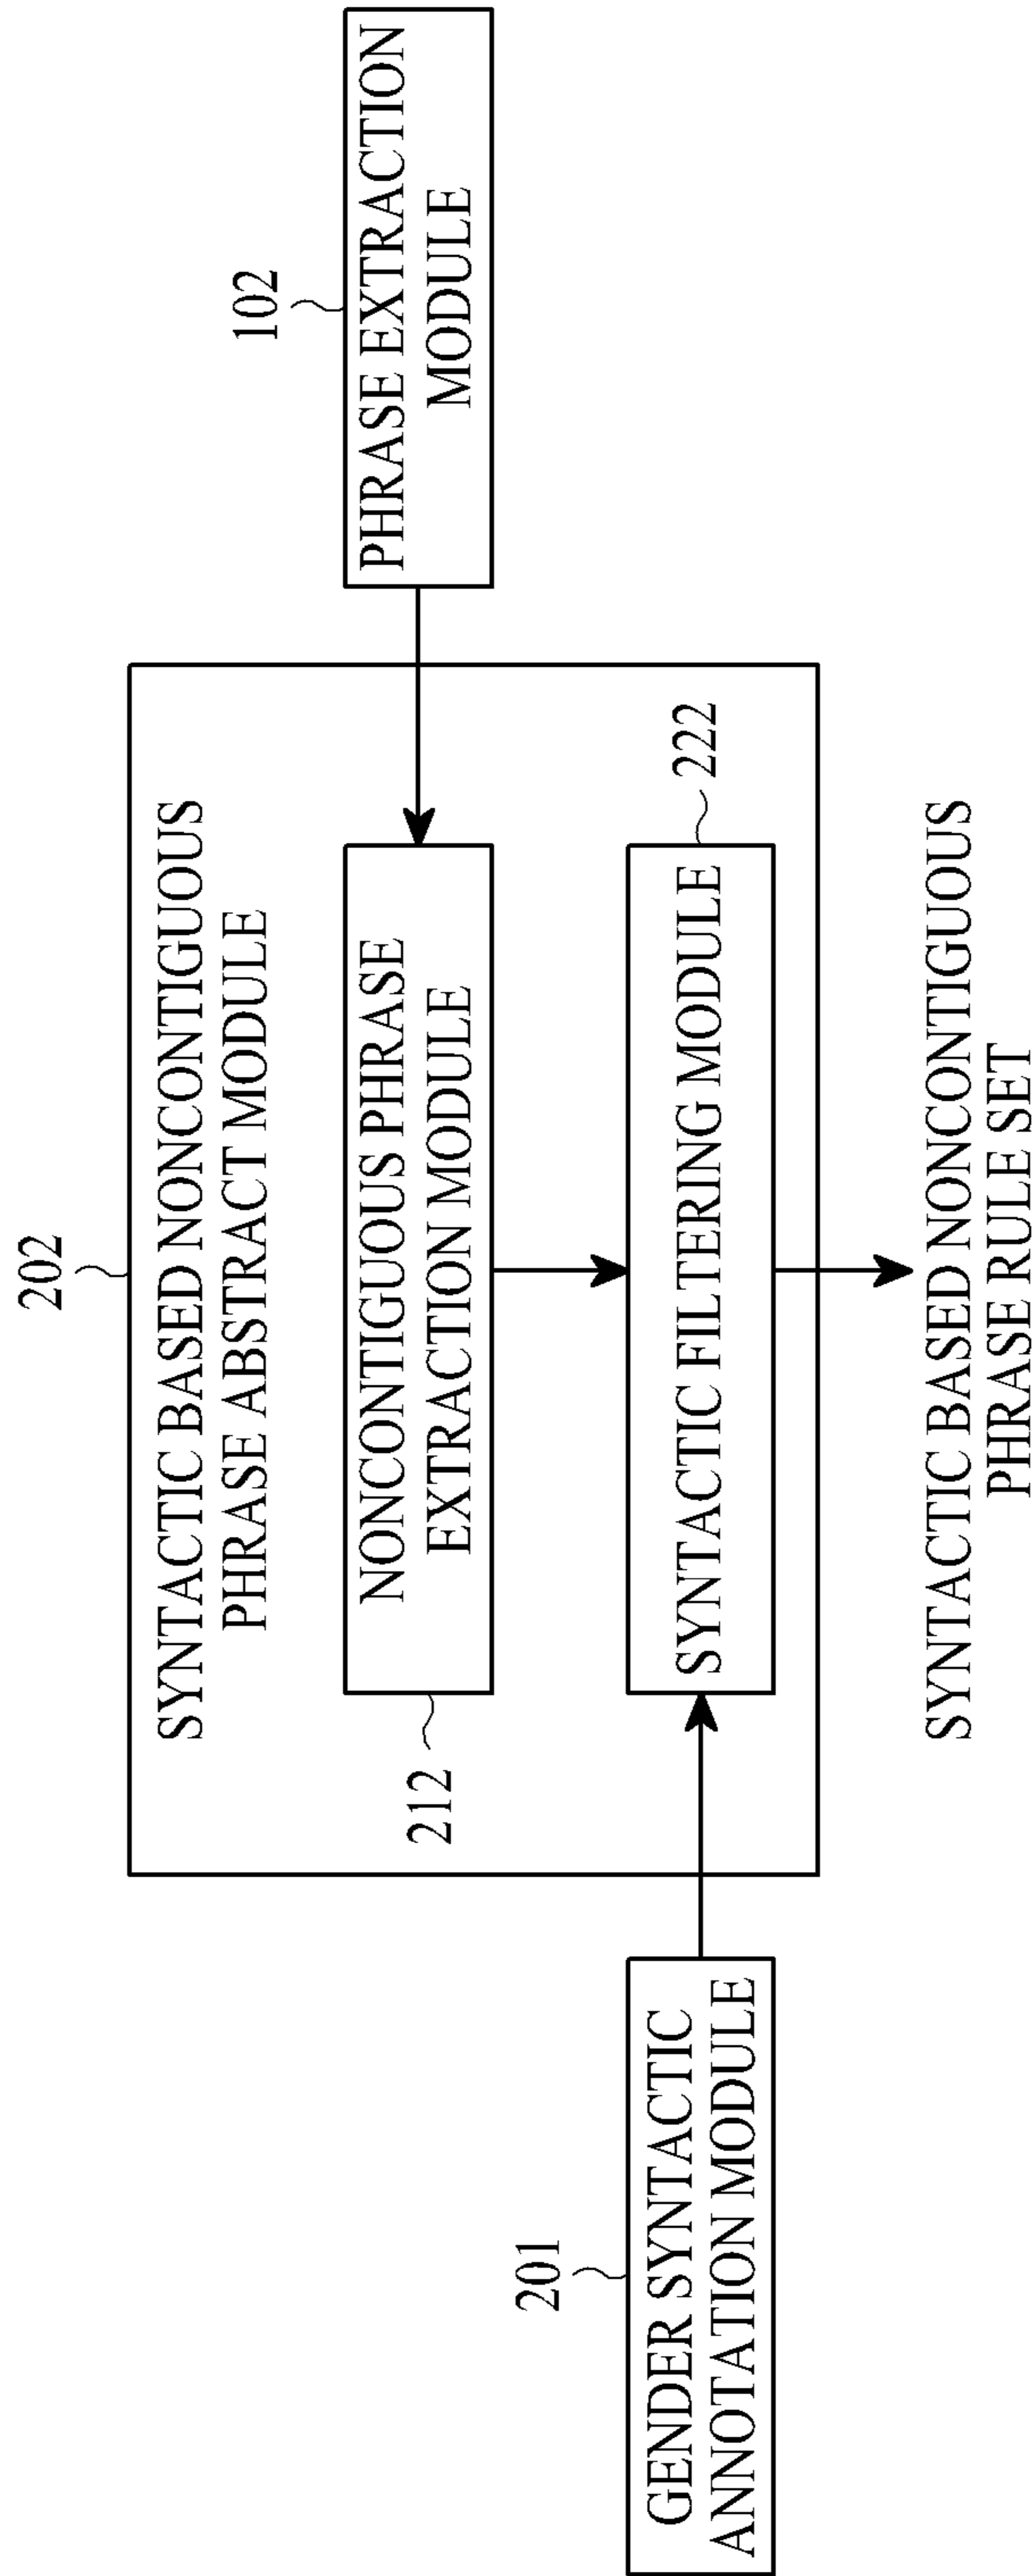 202
SYNTACTIC BASED NONCONTIGUOUS
PHRASE ABSTRACT MODULE
102
PHRASE EXTRACTION
MODULE
212
NONCONTIGUOUS PHRASE
EXTRACTION MODULE
201
GENDER SYNTACTIC
ANNOTATION MODULE
SYNTACTIC FILTERING MODULE
222
SYNTACTIC BASED NONCONTIGUOUS
PHRASE RULE SET